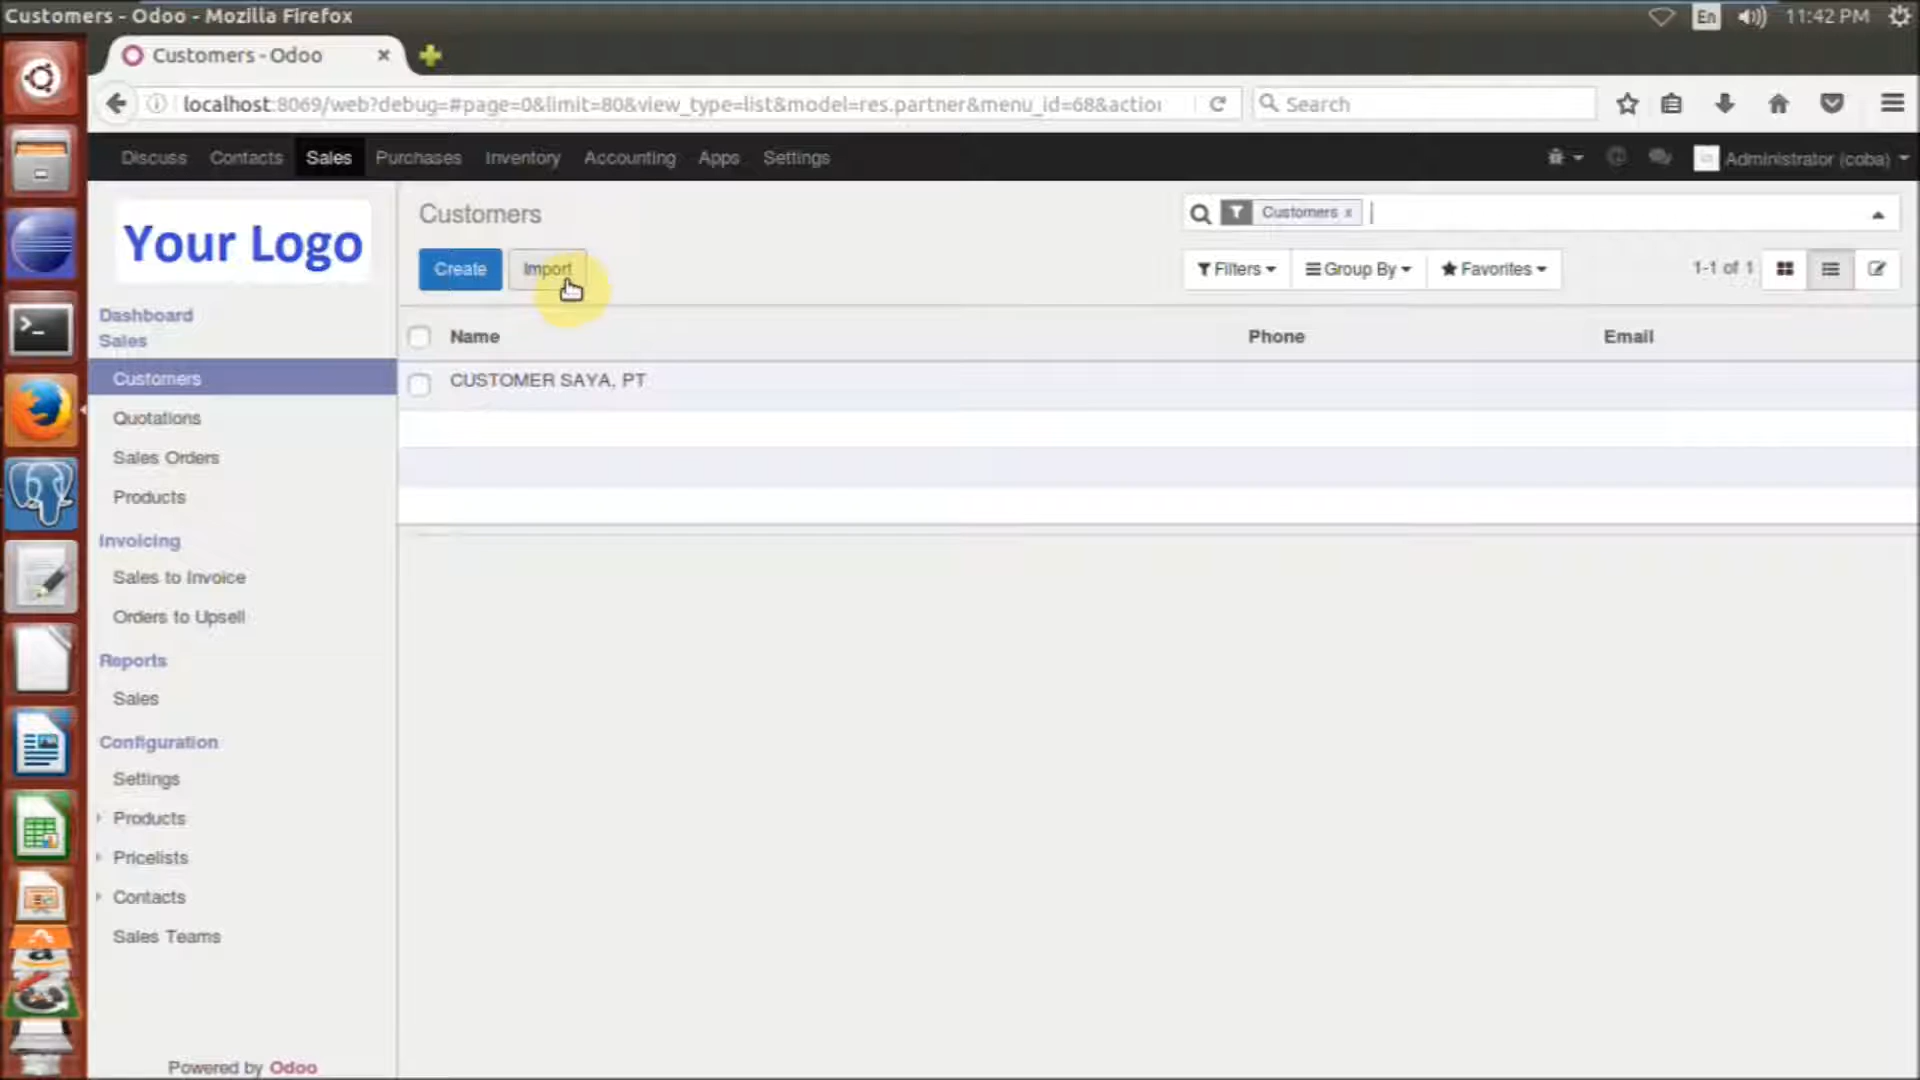 Customers - Odoo - Mozilla Firefox
En 11:42 PM
Customers - Odoo
localhost:8069/web?debug=#page=0&limit=80&view_type=list&model=res.partner&menu_id=68&action
Search
Discuss Contacts Sales Purchases Inventory Accounting Apps Settings
Administrator (coba)
Your Logo
Customers
Customers x
Create Import
Filters Group By Favorites 1-1 of 1
Dashboard
Sales
Customers
Quotations
Sales Orders
Products
Invoicing
Sales to Invoice
Orders to Upsell
Reports
Sales
Configuration
Settings
Products
Pricelists
Contacts
Sales Teams
Powered by Odoo
Name Phone Email
CUSTOMER SAYA, PT